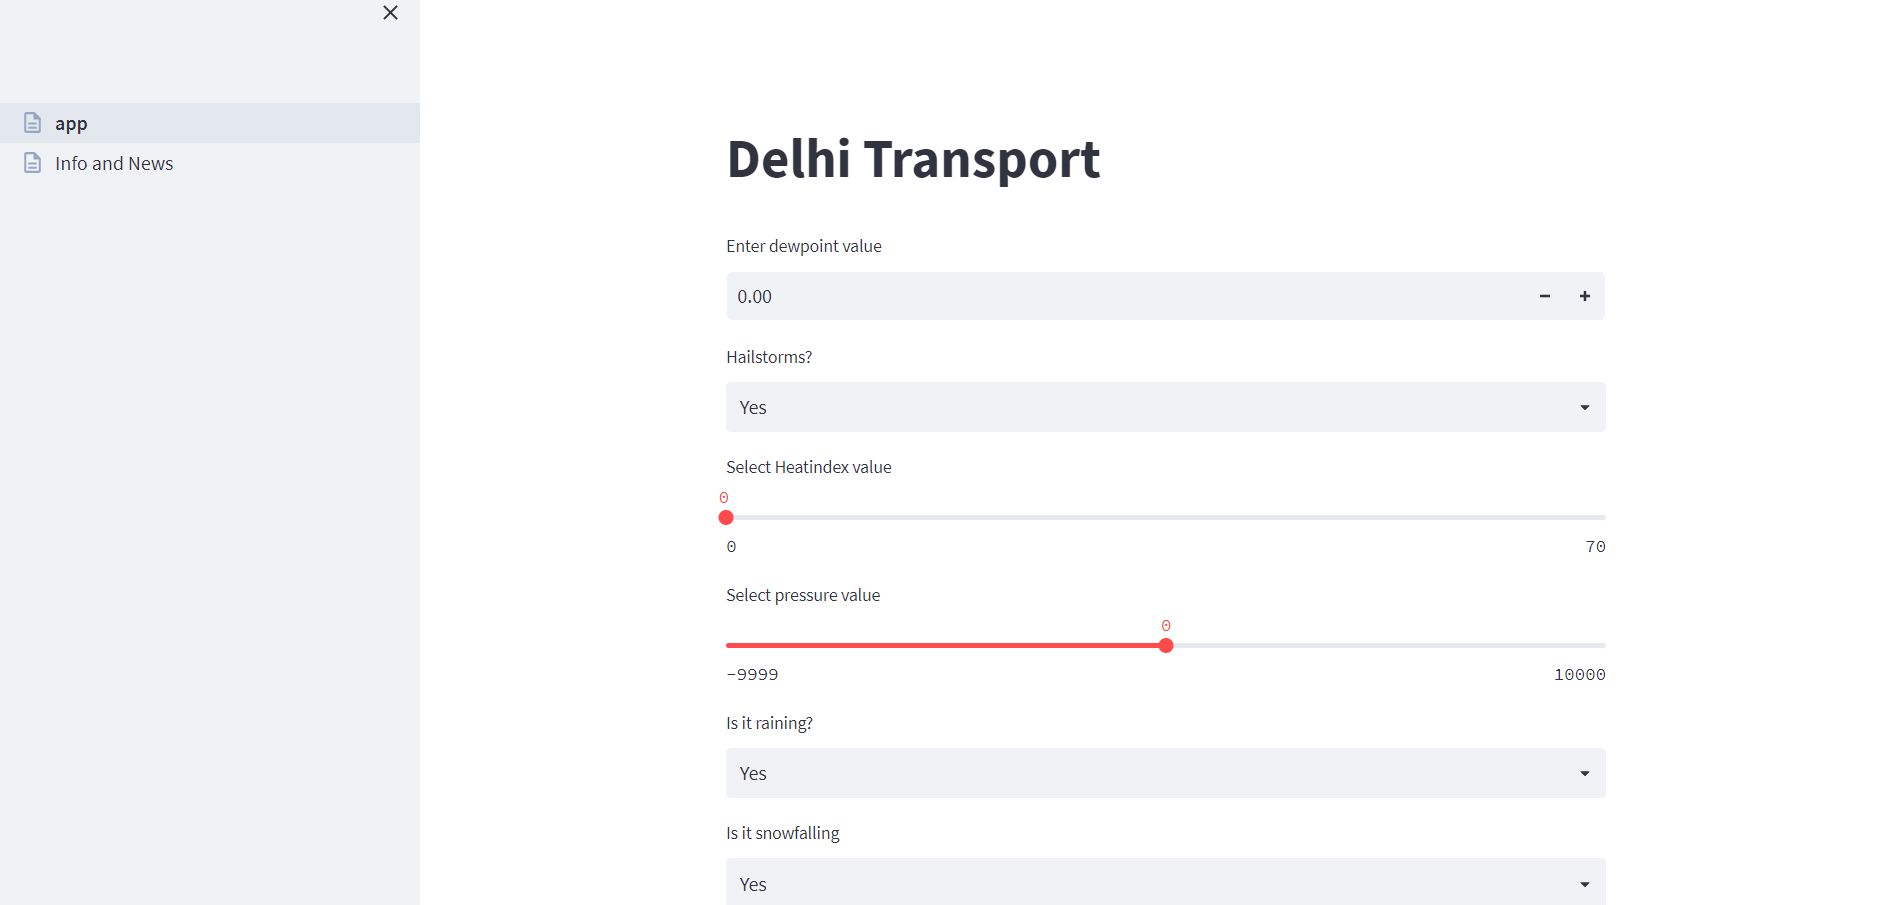 app
Info and News
Delhi Transport
Enter dewpoint value
0.00
Hailstorms?
Yes
Select Heatindex value
0
0 70
Select pressure value
0
-9999 10000
Is it raining?
Yes
Is it snowfalling
Yes